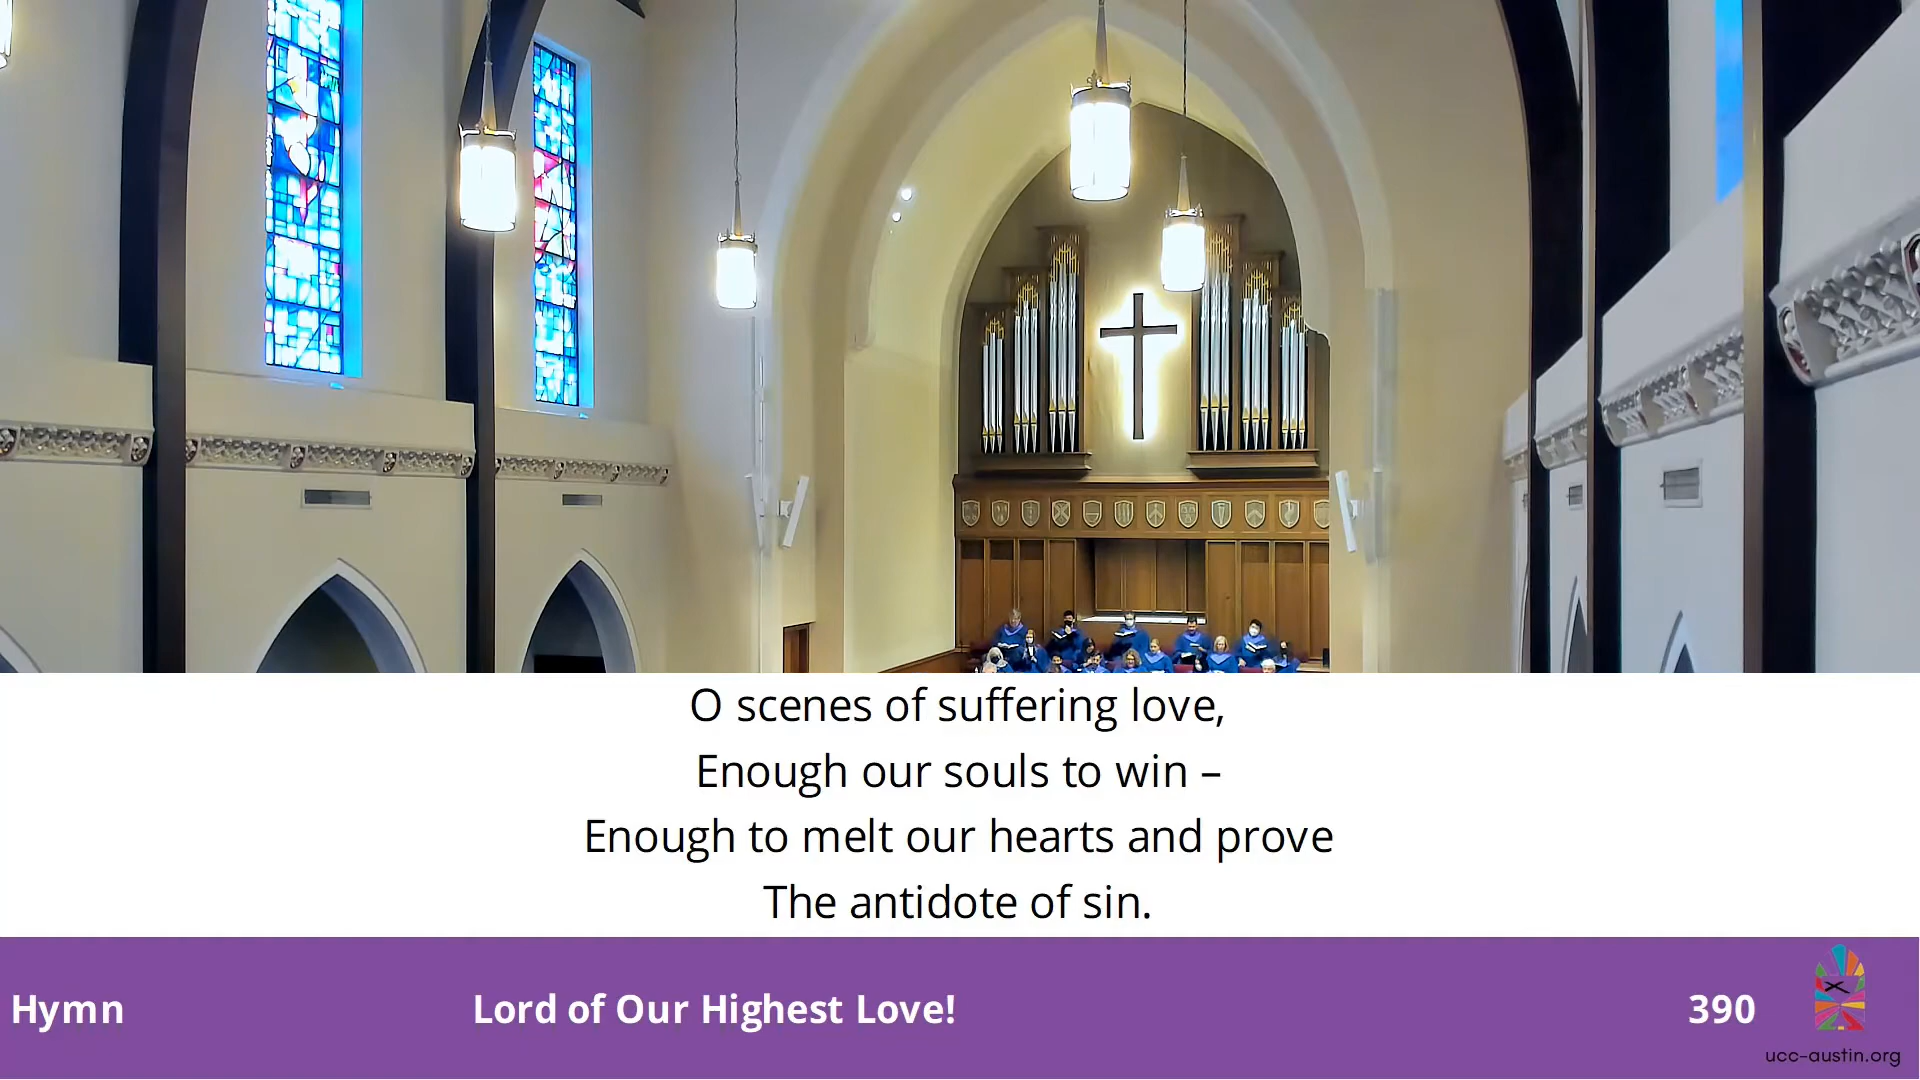 O scenes of suffering love,
Enough our souls to win –
Enough to melt our hearts and prove
The antidote of sin.
Hymn Lord of Our Highest Love! 390
ucc-austin.org